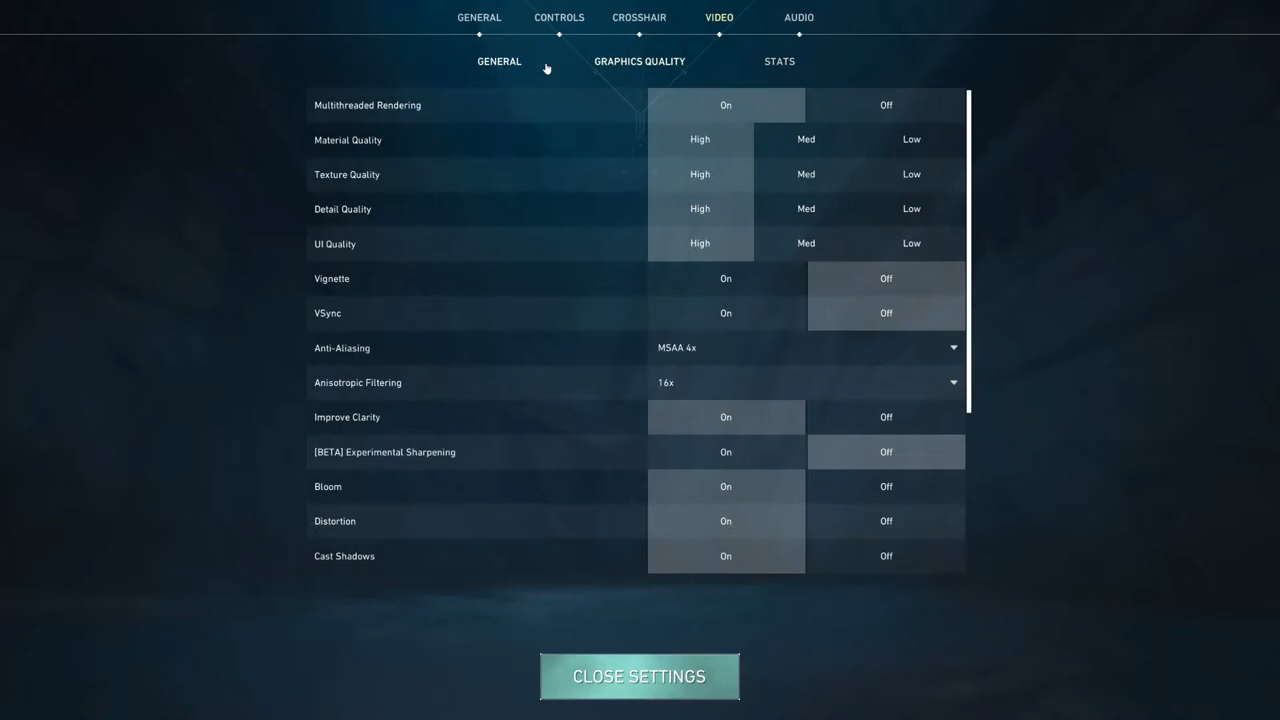 GENERAL CONTROLS CROSSHAIR VIDEO AUDIO
GENERAL GRAPHICS QUALITY STATS
Multithreaded Rendering On Off
Material Quality High Med Low
Texture Quality High Med Low
Detail Quality High Med Low
UI Quality High Med Low
Vignette On Off
VSync On Off
Anti-Aliasing MSAA 4x
Anisotropic Filtering 16x
Improve Clarity On Off
[BETA] Experimental Sharpening On Off
Bloom On Off
Distortion On Off
Cast Shadows On Off
CLOSE SETTINGS